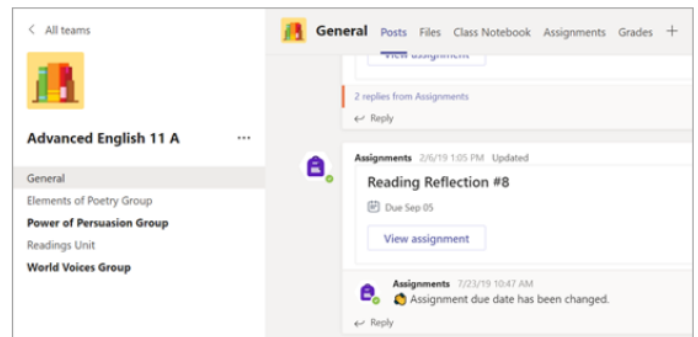 All teams
Advanced English 11 A
General
Elements of Poetry Group
Power of Persuasion Group
Readings Unit
World Voices Group
General Posts Files Class Notebook Assignments Grades +
View assignment
2 replies from Assignments
Reply
Assignments 2/6/19 1:05 PM Updated
Reading Reflection #8
Due Sep 05
View assignment
Assignments 7/23/19 10:47 AM
Assignment due date has been changed.
Reply